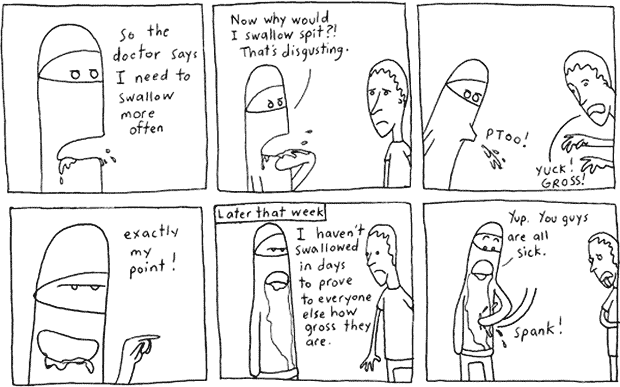 So the
doctor says
I need to
swallow
more
often
Now why would
I swallow spit?!
That's disgusting.
PTOO!
YUCK!
GROSS!
exactly
my
point!
Later that week
I haven't
swallowed
in days
to prove
to everyone
else how
gross they
are.
Yup. You guys
are all
sick.
Spank!